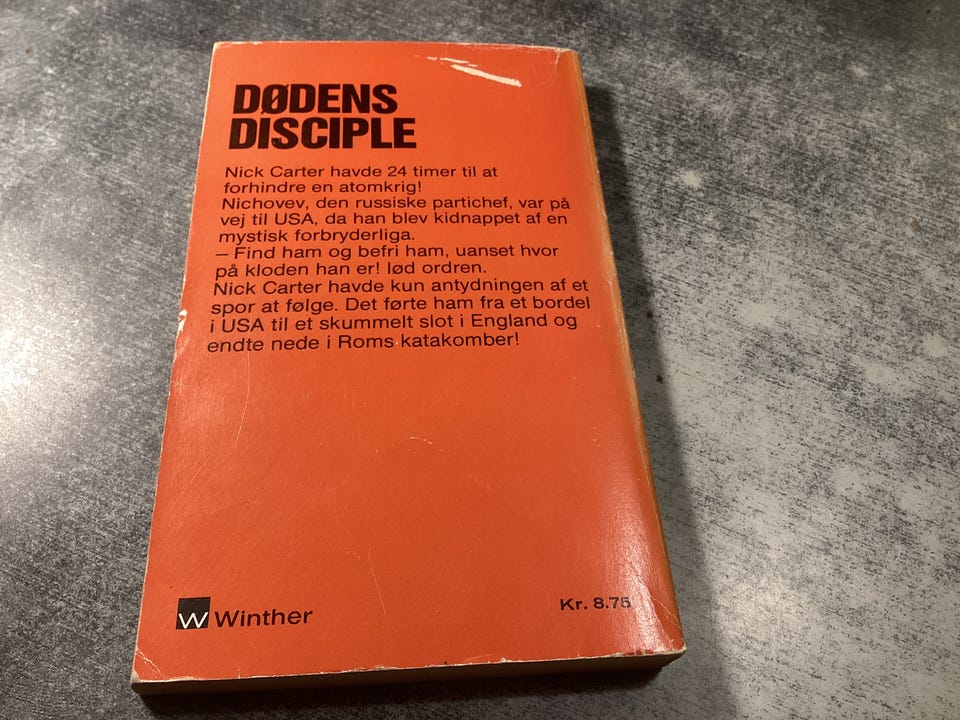 DØDENS
DISCIPLE
Nick Carter havde 24 timer til at
forhindre en atomkrig!
Nichovev, den russiske partichef, var på
vej til USA, da han blev kidnappet af en
mystisk forbryderliga.
– Find ham og befri ham, uanset hvor
på kloden han er! lød ordren.
Nick Carter havde kun antydningen af et
spor at følge. Det førte ham fra et bordel
i USA til et skummelt slot i England og
endte nede i Roms katakomber!
W Winther
Kr. 8.75